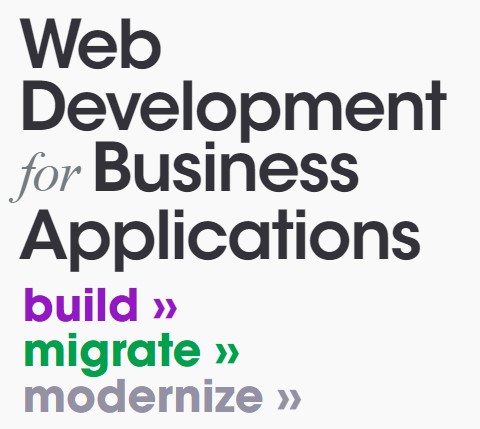 Web
Development
for Business
Applications
build »
migrate »
modernize »